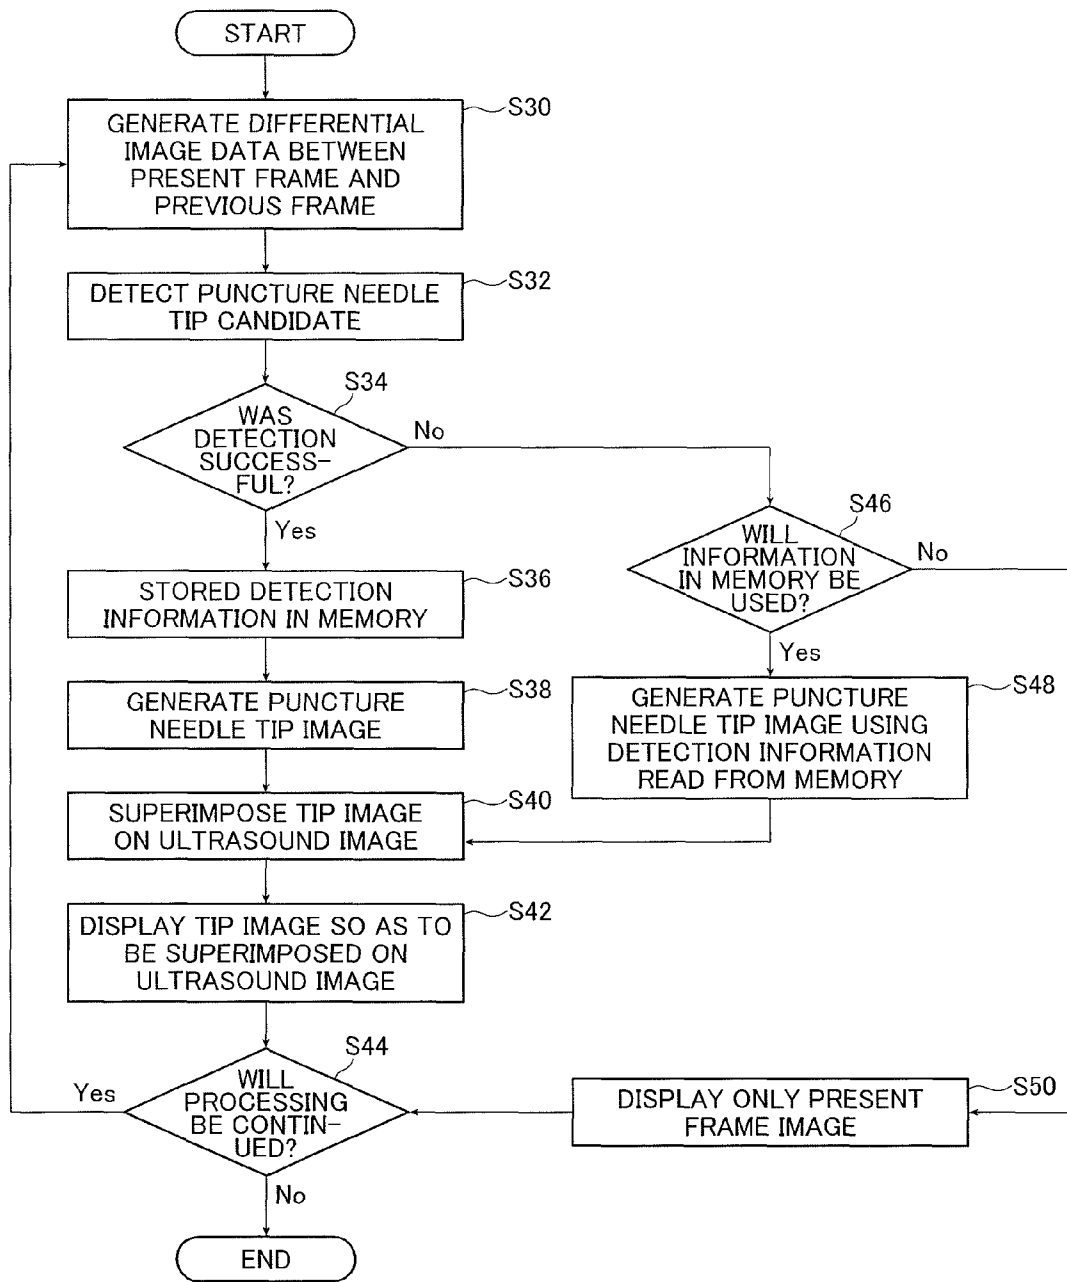 START
S30
GENERATE DIFFERENTIAL
IMAGE DATA BETWEEN
PRESENT FRAME AND
PREVIOUS FRAME
S32
DETECT PUNCTURE NEEDLE
TIP CANDIDATE
S34
WAS
DETECTION
SUCCESS-
FUL?
No
Yes
S46
WILL
INFORMATION
IN MEMORY BE
USED?
No
Yes
S36
STORED DETECTION
INFORMATION IN MEMORY
S38
GENERATE PUNCTURE
NEEDLE TIP IMAGE
S48
GENERATE PUNCTURE
NEEDLE TIP IMAGE USING
DETECTION INFORMATION
READ FROM MEMORY
S40
SUPERIMPOSE TIP IMAGE
ON ULTRASOUND IMAGE
S42
DISPLAY TIP IMAGE SO AS TO
BE SUPERIMPOSED ON
ULTRASOUND IMAGE
S44
WILL
PROCESSING
BE CONTIN-
UED?
Yes
No
S50
DISPLAY ONLY PRESENT
FRAME IMAGE
END